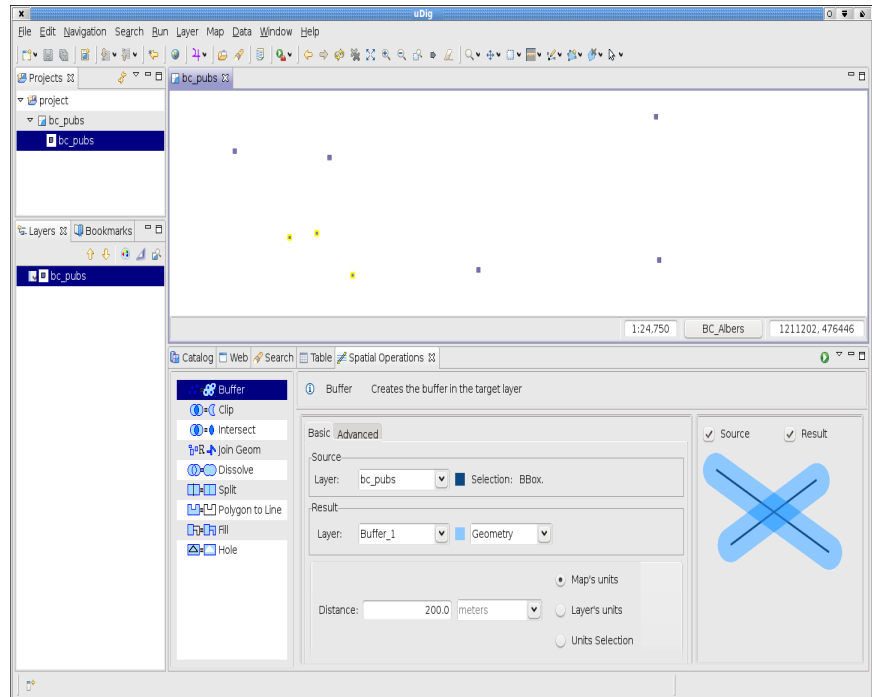 uDig
File Edit Navigation Search Run Layer Map Data Window Help
Projects
project
bc_pubs
bc_pubs
bc_pubs
Layers Bookmarks
bc_pubs
1:24,750 BC_Albers 1211202, 476446
Catalog Web Search Table Spatial Operations
Buffer
Clip
Intersect
Join Geom
Dissolve
Split
Polygon to Line
Fill
Hole
Buffer Creates the buffer in the target layer
Basic Advanced
Source
Layer: bc_pubs Selection: BBox.
Result
Layer: Buffer_1 Geometry
Distance: 200.0 meters
Map's units
Layer's units
Units Selection
Source Result